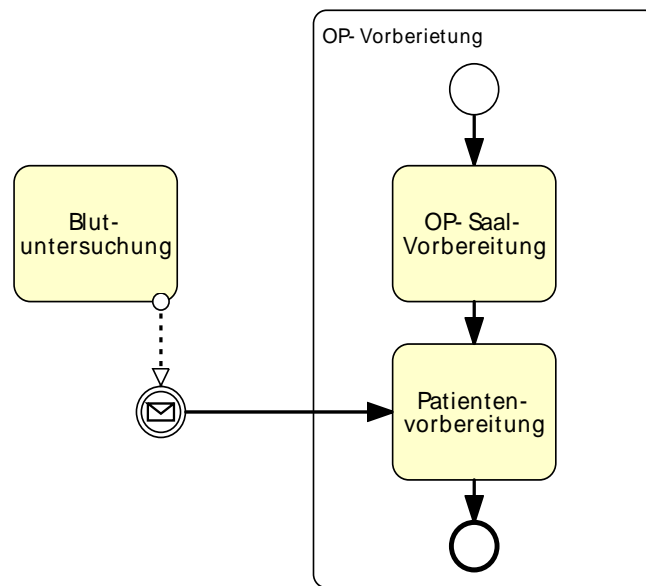 OP- Vorberietung
Blut-
untersuchung
OP- Saal-
Vorbereitung
Patienten-
vorbereitung